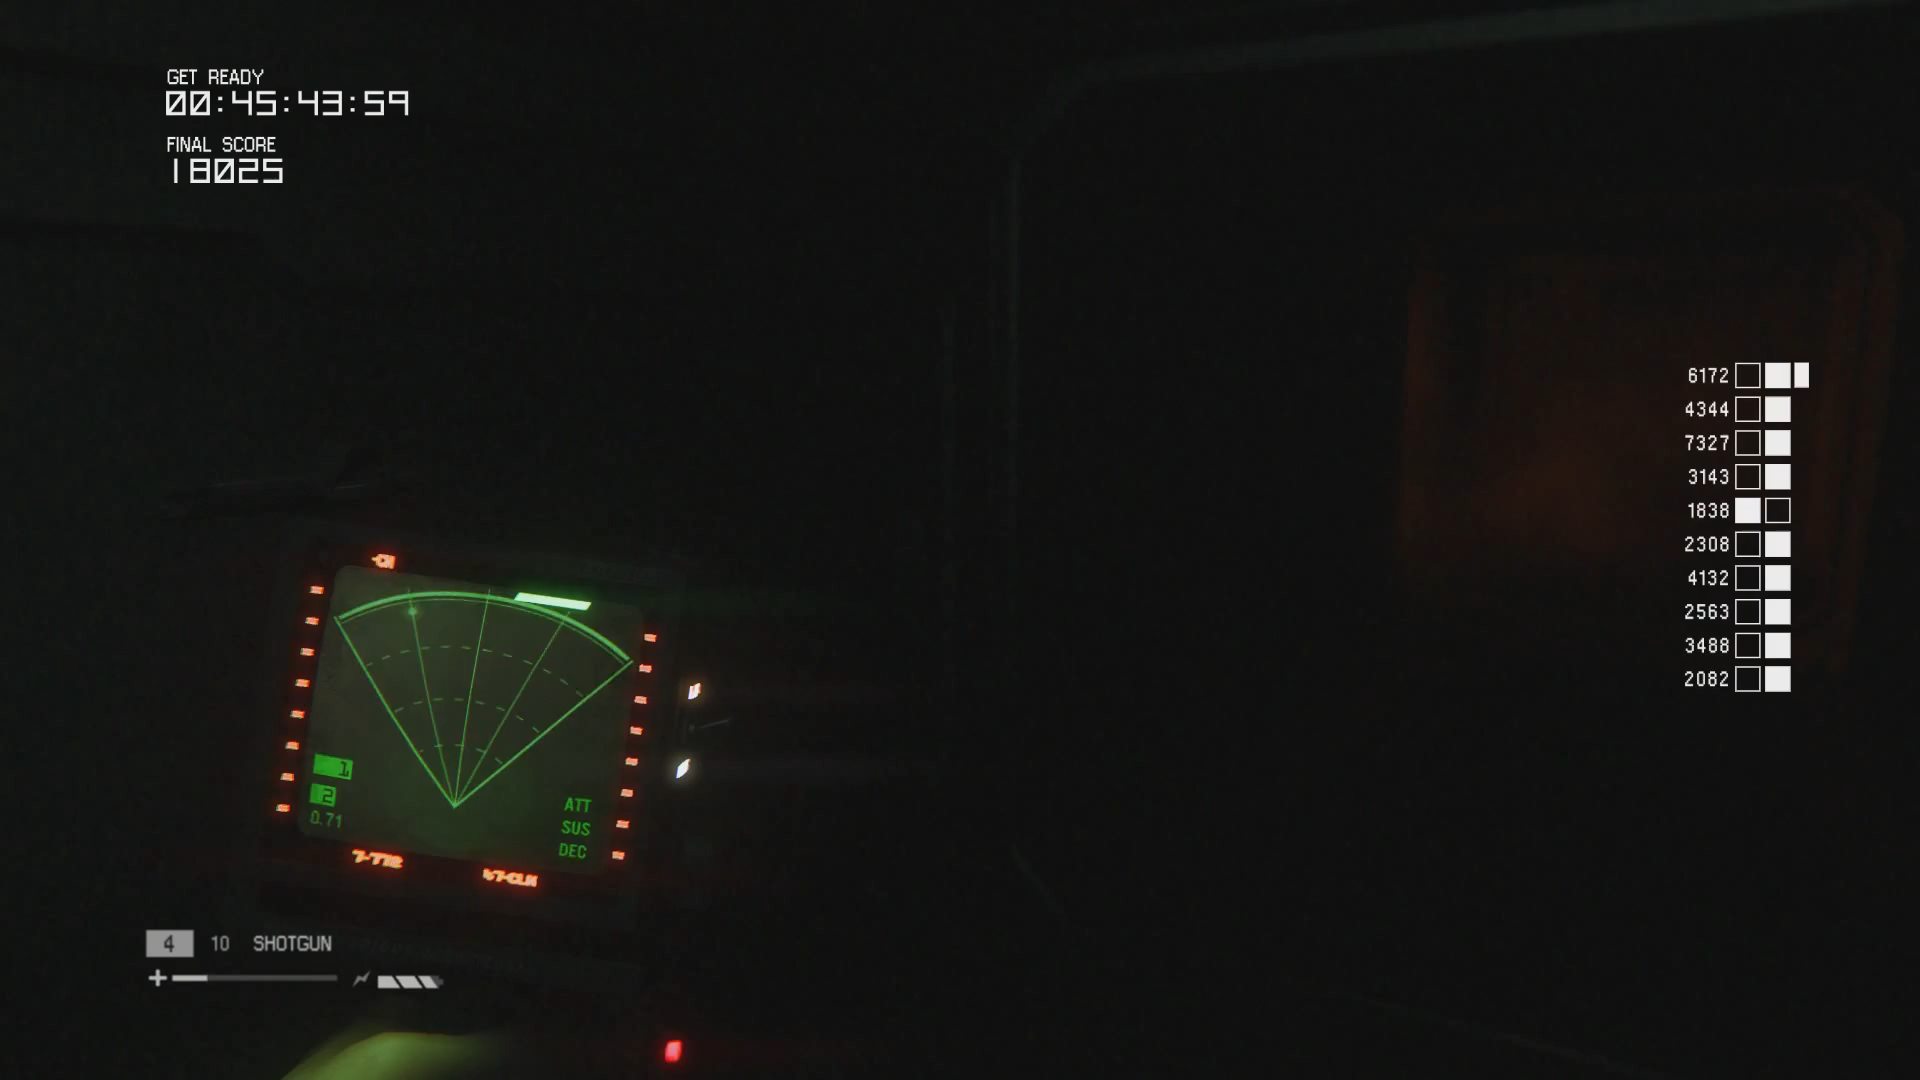 GET READY
00:45:43:59
FINAL SCORE
18025
6172
4344
7327
3143
1838
2308
4132
2563
3488
2082
1
2
0.71
ATT
SUS
DEC
4 10 SHOTGUN